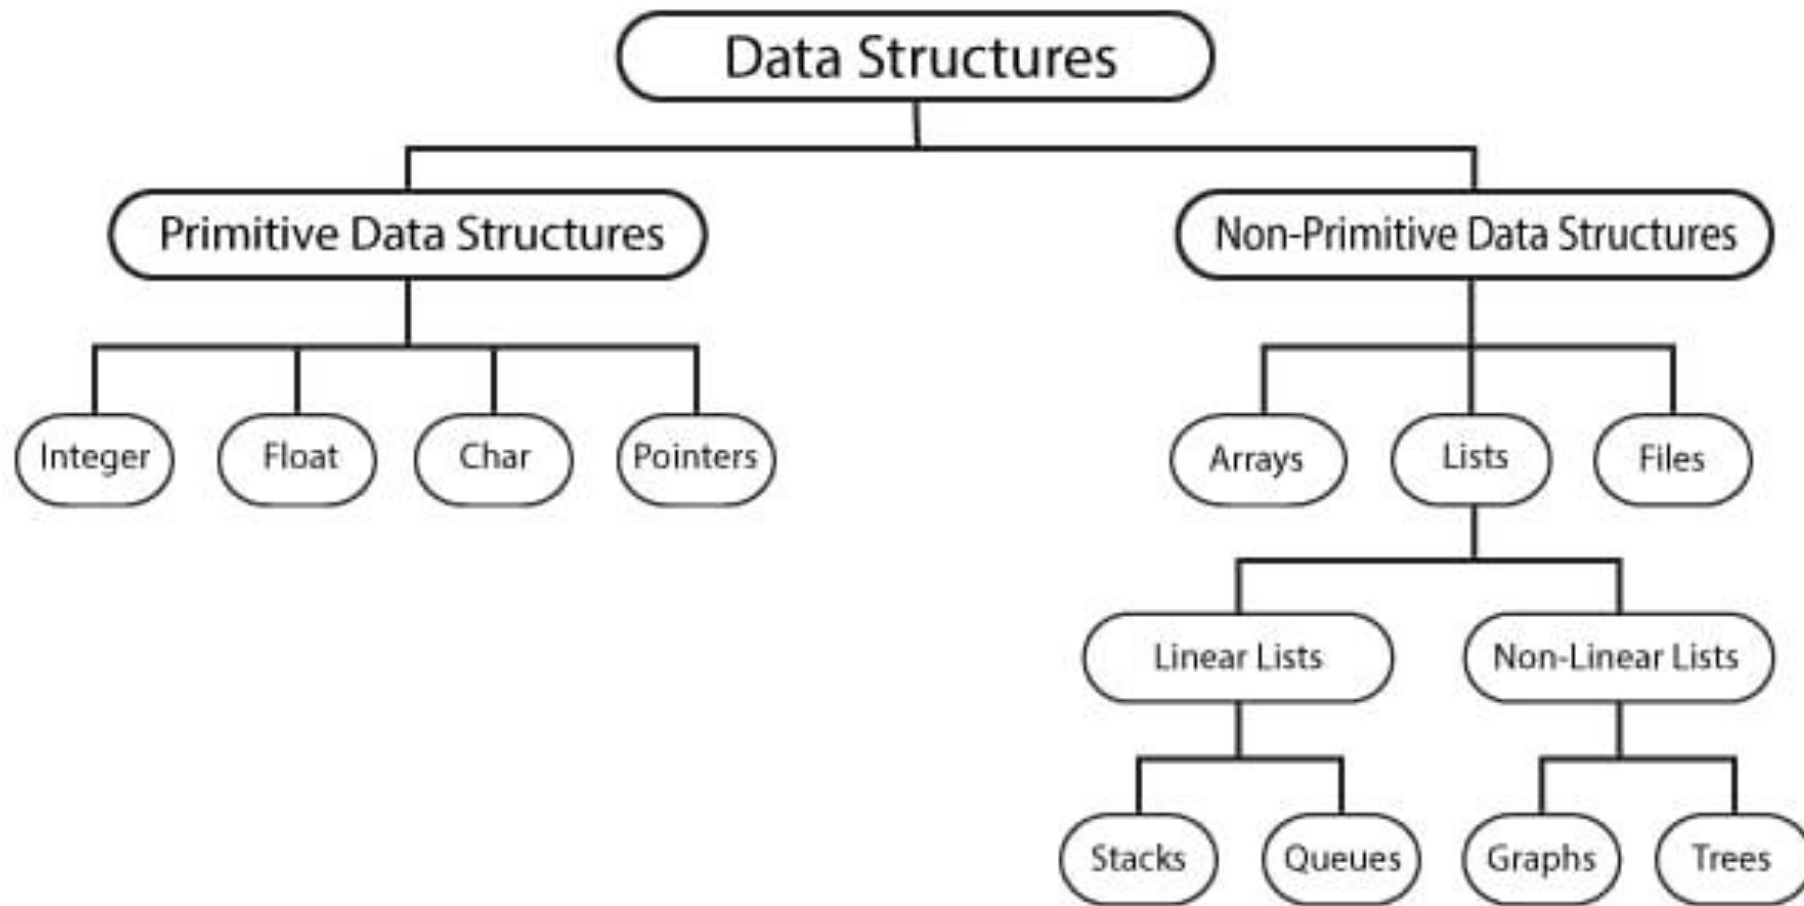 Data Structures
Primitive Data Structures
Non-Primitive Data Structures
Integer
Float
Char
Pointers
Arrays
Lists
Files
Linear Lists
Non-Linear Lists
Stacks
Queues
Graphs
Trees